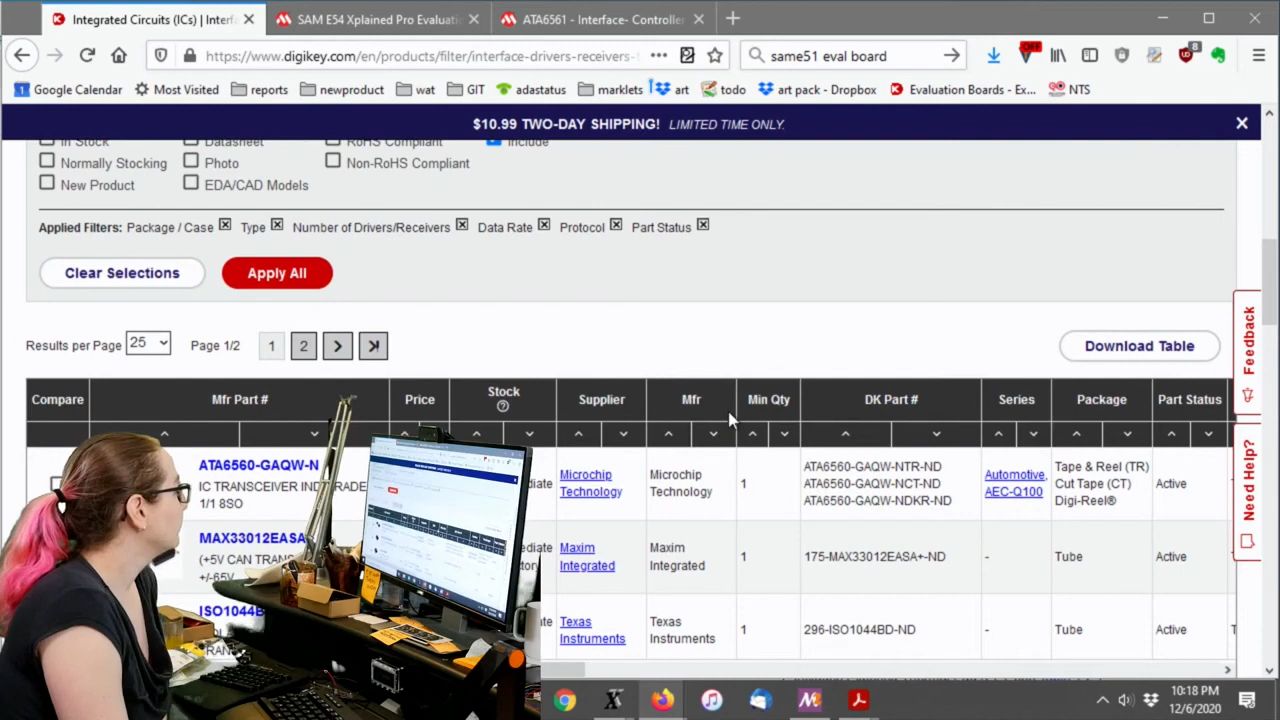 Integrated Circuits (ICs) | Interfa
SAM E54 Xplained Pro Evaluatio
ATA6561 - Interface- Controller
https://www.digikey.com/en/products/filter/interface-drivers-receivers-t
same51 eval board
OFF
8
Google Calendar
Most Visited
reports
newproduct
wat
GIT
adastatus
marklets
art
todo
art pack - Dropbox
Evaluation Boards - Ex...
NTS
$10.99 TWO-DAY SHIPPING! LIMITED TIME ONLY.
In Stock
Datasheet
RoHS Compliant
Include
Normally Stocking
Photo
Non-RoHS Compliant
New Product
EDA/CAD Models
Applied Filters: Package / Case Type Number of Drivers/Receivers Data Rate Protocol Part Status
Clear Selections
Apply All
Results per Page 25 Page 1/2 1 2
Download Table
Feedback
Need Help?
Compare Mfr Part # Price Stock Supplier Mfr Min Qty DK Part # Series Package Part Status
ATA6560-GAQW-N
IC TRANSCEIVER
1/1 8SO
Microchip
Technology
Microchip
Technology
1
ATA6560-GAQW-NTR-ND
ATA6560-GAQW-NCT-ND
ATA6560-GAQW-NDKR-ND
Automotive,
AEC-Q100
Tape & Reel (TR)
Cut Tape (CT)
Digi-Reel®
Active
MAX33012EASA
(+5V CAN TRANS
+/-65V
Maxim
Integrated
Maxim
Integrated
1
175-MAX33012EASA+-ND
-
Tube
Active
ISO1044B
Texas
Instruments
Texas
Instruments
1
296-ISO1044BD-ND
-
Tube
Active
10:18 PM
12/6/2020